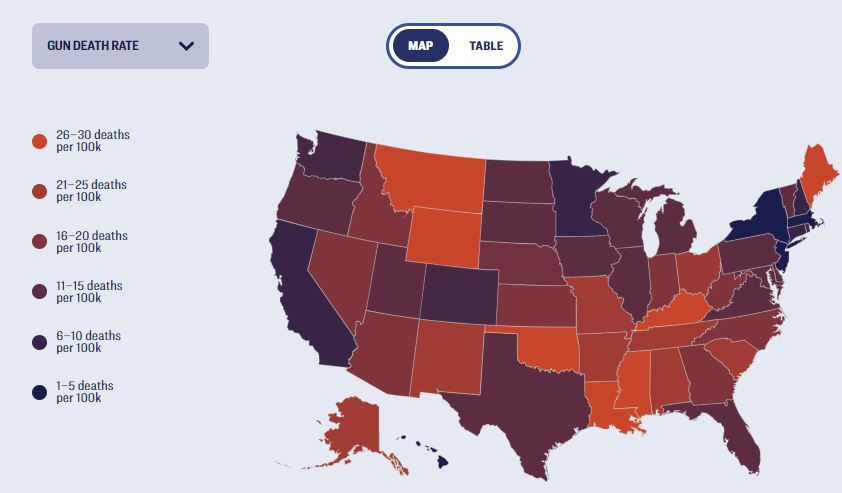 GUN DEATH RATE
MAP
TABLE
26–30 deaths
per 100k
21–25 deaths
per 100k
16–20 deaths
per 100k
11–15 deaths
per 100k
6–10 deaths
per 100k
1–5 deaths
per 100k